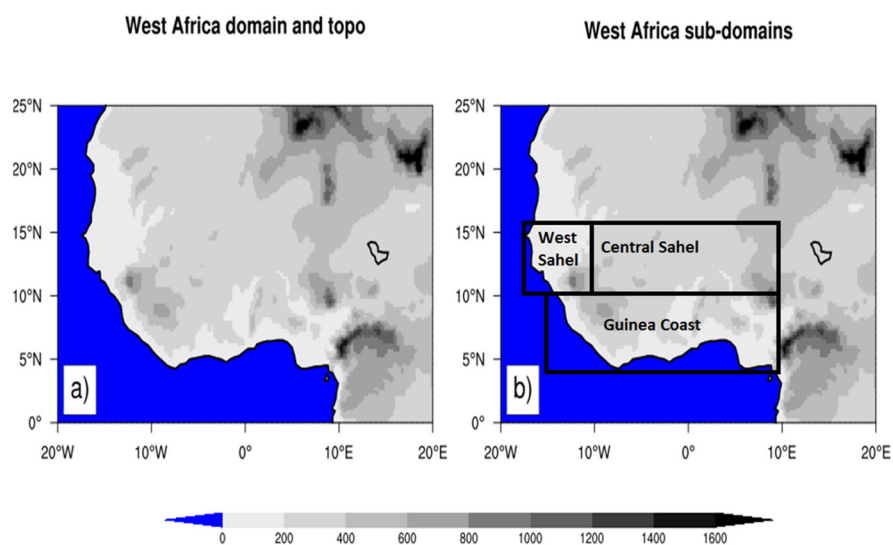 West Africa domain and topo
West Africa sub-domains
25°N
20°N
15°N
10°N
5°N
0°
a)
20°W
10°W
0°
10°E
20°E
25°N
20°N
15°N
10°N
5°N
0°
West
Sahel
Central Sahel
Guinea Coast
b)
20°W
10°W
0°
10°E
20°E
0 200 400 600 800 1000 1200 1400 1600